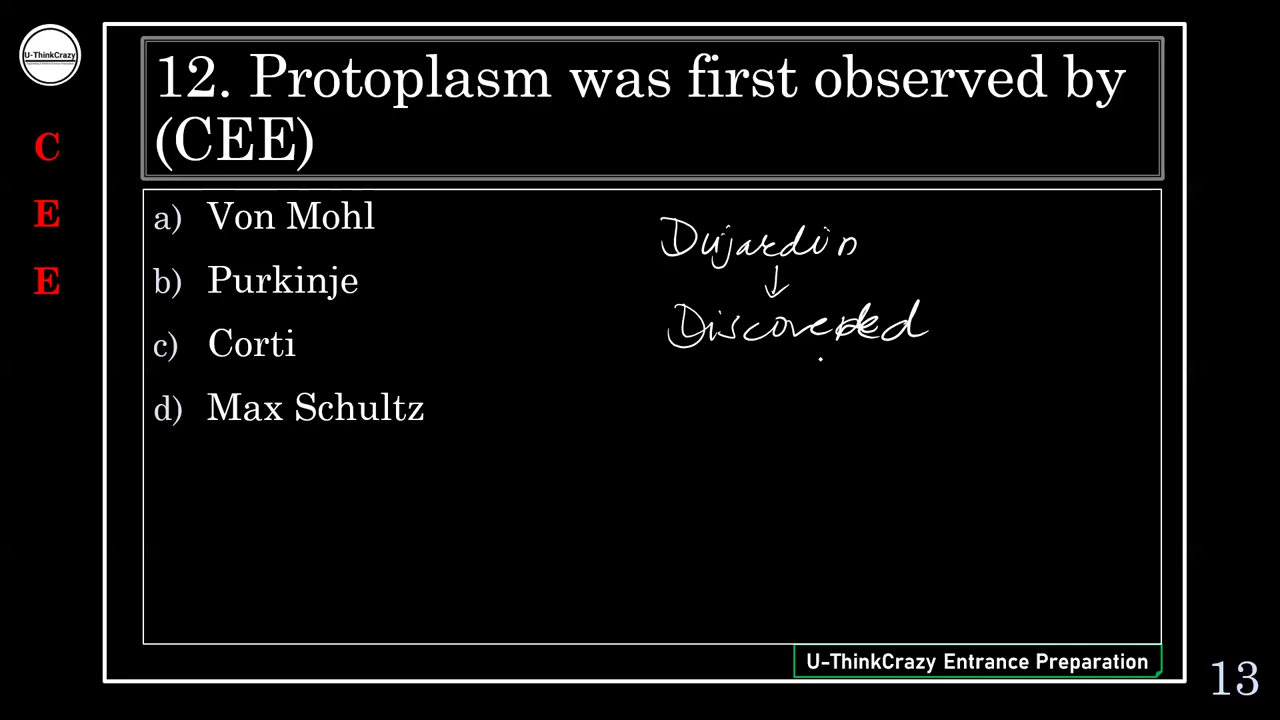 U-ThinkCrazy
C
E
E
12. Protoplasm was first observed by
(CEE)
a) Von Mohl
b) Purkinje
c) Corti
d) Max Schultz
Dujardin
↓
Discovered
U-ThinkCrazy Entrance Preparation
13